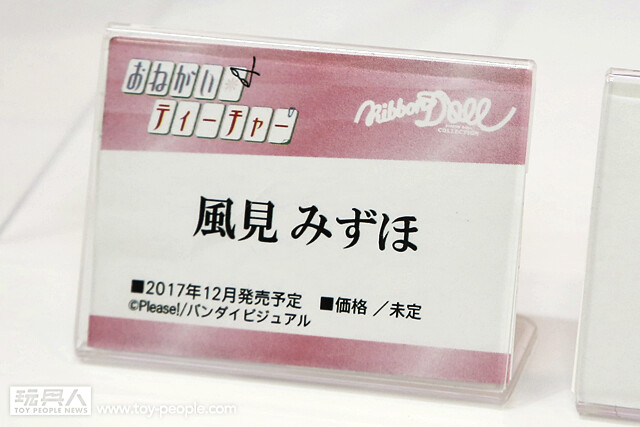 おねがい☆
ティーチャー
Ribbon Doll
COLLECTION
風見 みずほ
■2017年12月発売予定 ■価格／未定
©Please!/バンダイビジュアル
玩具人
TOY PEOPLE NEWS
www.toy-people.com